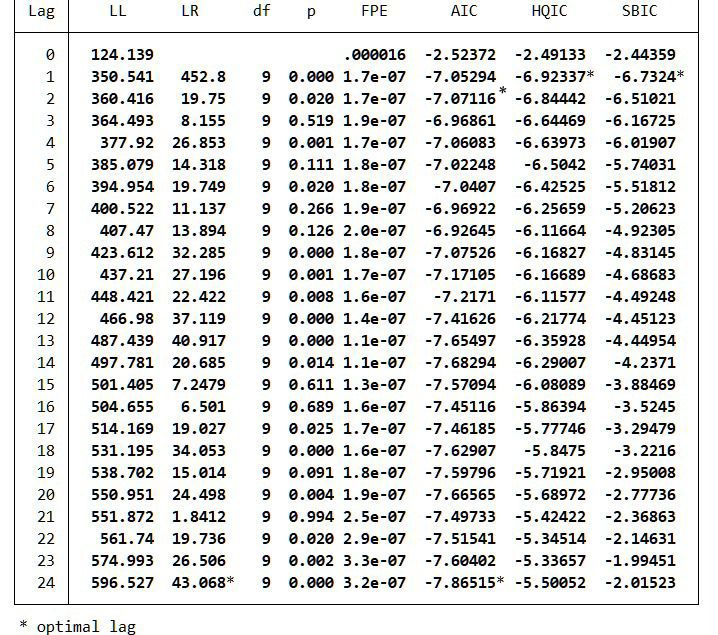 Lag LL LR df p FPE AIC HQIC SBIC
0 124.139 .000016 -2.52372 -2.49133 -2.44359
1 350.541 452.8 9 0.000 1.7e-07 -7.05294 -6.92337* -6.7324*
2 360.416 19.75 9 0.020 1.7e-07 -7.07116* -6.84442 -6.51021
3 364.493 8.155 9 0.519 1.9e-07 -6.96861 -6.64469 -6.16725
4 377.92 26.853 9 0.001 1.7e-07 -7.06083 -6.63973 -6.01907
5 385.079 14.318 9 0.111 1.8e-07 -7.02248 -6.5042 -5.74031
6 394.954 19.749 9 0.020 1.8e-07 -7.0407 -6.42525 -5.51812
7 400.522 11.137 9 0.266 1.9e-07 -6.96922 -6.25659 -5.20623
8 407.47 13.894 9 0.126 2.0e-07 -6.92645 -6.11664 -4.92305
9 423.612 32.285 9 0.000 1.8e-07 -7.07526 -6.16827 -4.83145
10 437.21 27.196 9 0.001 1.7e-07 -7.17105 -6.16689 -4.68683
11 448.421 22.422 9 0.008 1.6e-07 -7.2171 -6.11577 -4.49248
12 466.98 37.119 9 0.000 1.4e-07 -7.41626 -6.21774 -4.45123
13 487.439 40.917 9 0.000 1.1e-07 -7.65497 -6.35928 -4.44954
14 497.781 20.685 9 0.014 1.1e-07 -7.68294 -6.29007 -4.2371
15 501.405 7.2479 9 0.611 1.3e-07 -7.57094 -6.08089 -3.88469
16 504.655 6.501 9 0.689 1.6e-07 -7.45116 -5.86394 -3.5245
17 514.169 19.027 9 0.025 1.7e-07 -7.46185 -5.77746 -3.29479
18 531.195 34.053 9 0.000 1.6e-07 -7.62907 -5.8475 -3.2216
19 538.702 15.014 9 0.091 1.8e-07 -7.59796 -5.71921 -2.95008
20 550.951 24.498 9 0.004 1.9e-07 -7.66565 -5.68972 -2.77736
21 551.872 1.8412 9 0.994 2.5e-07 -7.49733 -5.42422 -2.36863
22 561.74 19.736 9 0.020 2.9e-07 -7.51541 -5.34514 -2.14631
23 574.993 26.506 9 0.002 3.3e-07 -7.60402 -5.33657 -1.99451
24 596.527 43.068* 9 0.000 3.2e-07 -7.86515* -5.50052 -2.01523
* optimal lag